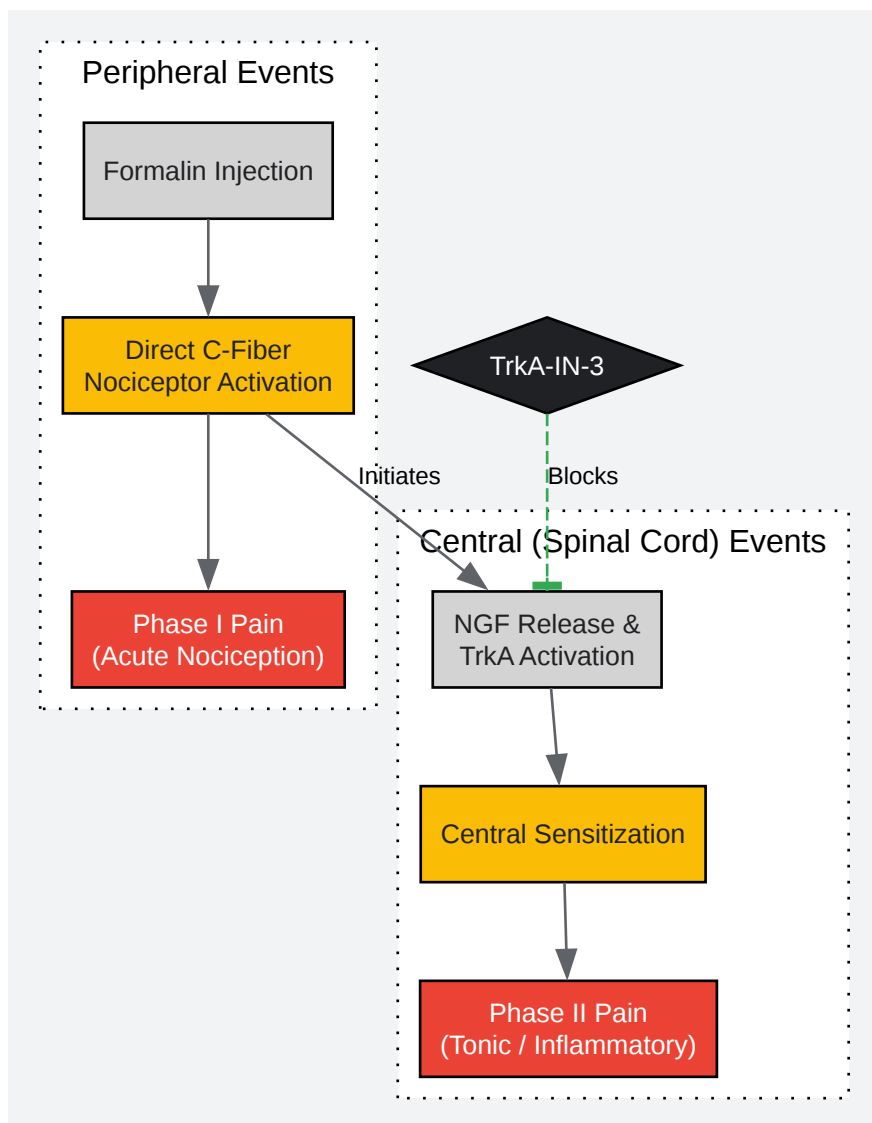 Peripheral Events
Formalin Injection
Direct C-Fiber
Nociceptor Activation
TrkA-IN-3
Initiates
Blocks
Central (Spinal Cord) Events
Phase I Pain
(Acute Nociception)
NGF Release &
TrkA Activation
Central Sensitization
Phase II Pain
(Tonic / Inflammatory)